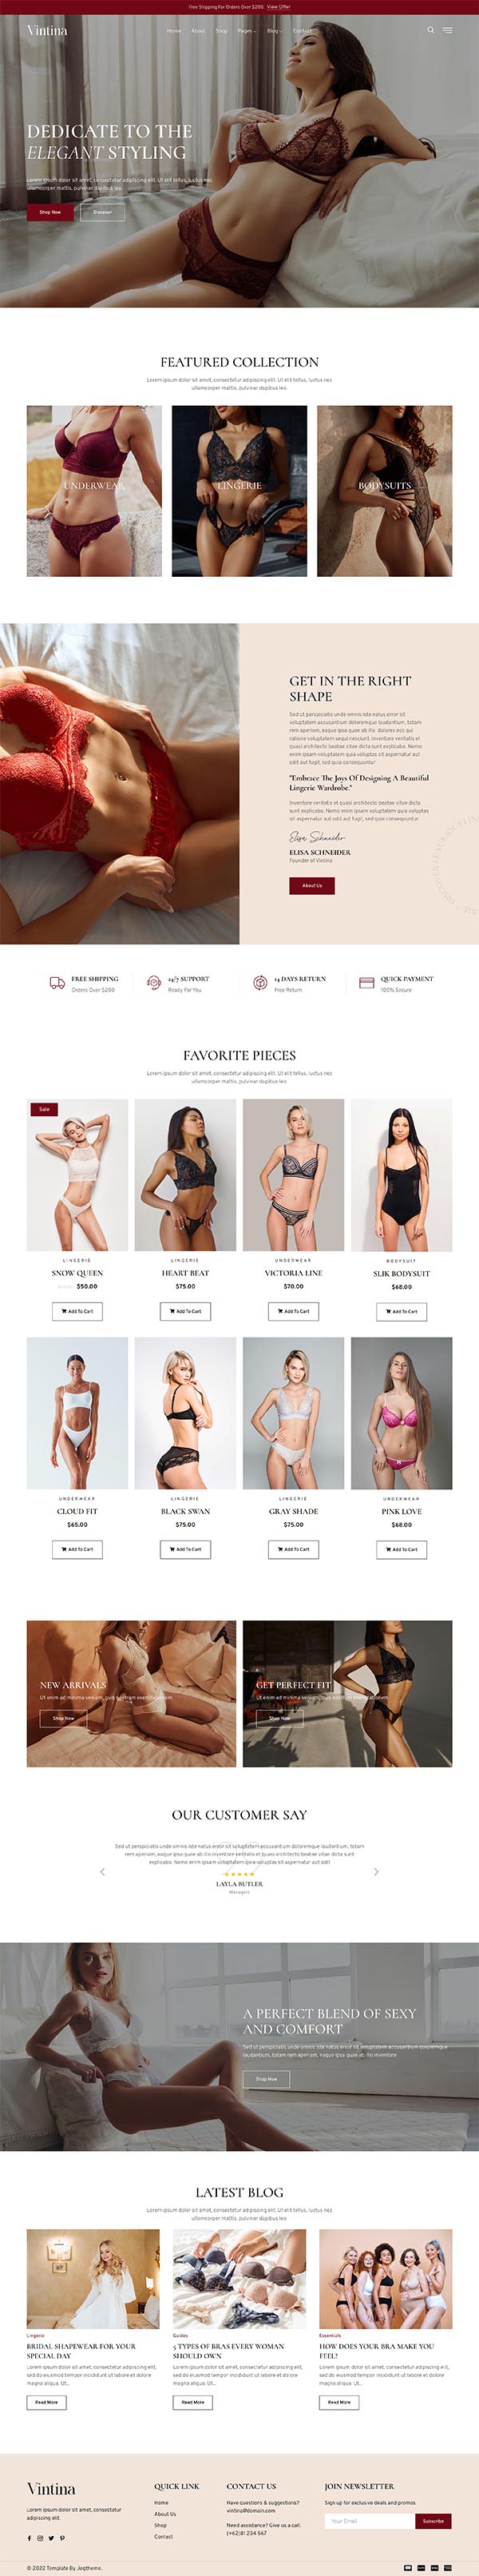 Free Shipping For Orders Over $200. View Offer
Vintina
Home About Shop Pages Blog Contact
DEDICATE TO THE
ELEGANT STYLING
Lorem ipsum dolor sit amet, consectetur adipiscing elit. Ut elit tellus, luctus nec
ullamcorper mattis, pulvinar dapibus leo.
Shop Now Discover
FEATURED COLLECTION
Lorem ipsum dolor sit amet, consectetur adipiscing elit. Ut elit tellus, luctus nec
ullamcorper mattis, pulvinar dapibus leo.
UNDERWEAR
LINGERIE
BODYSUITS
GET IN THE RIGHT
SHAPE
Sed ut perspiciatis unde omnis iste natus error sit
voluptatem accusantium doloremque laudantium, totam
rem aperiam, eaque ipsa quae ab illo dolores eos qui
ratione voluptatem sequi nesciunt. inventore veritatis et
quasi architecto beatae vitae dicta sunt explicabo. Nemo
enim ipsam voluptatem quia voluptas sit aspernatur aut
odit aut fugit, sed quia consequuntur
"Embrace The Joys Of Designing A Beautiful
Lingerie Wardrobe."
Inventore veritatis et quasi architecto beatae vitae dicta
sunt explicabo. Nemo enim ipsam voluptatem quia voluptas
sit aspernatur aut odit aut fugit, sed quia consequuntur
Elisa Schneider
ELISA SCHNEIDER
Founder of Vintina
About Us
FREE SHIPPING
Orders Over $200
24/7 SUPPORT
Ready For You
14 DAYS RETURN
Free Return
QUICK PAYMENT
100% Secure
FAVORITE PIECES
Lorem ipsum dolor sit amet, consectetur adipiscing elit. Ut elit tellus, luctus nec
ullamcorper mattis, pulvinar dapibus leo.
Sale
LINGERIE
SNOW QUEEN
$50.00
Add To Cart
LINGERIE
HEART BEAT
$75.00
Add To Cart
UNDERWEAR
VICTORIA LINE
$70.00
Add To Cart
BODYSUIT
SLIK BODYSUIT
$68.00
Add To Cart
UNDERWEAR
CLOUD FIT
$65.00
Add To Cart
LINGERIE
BLACK SWAN
$75.00
Add To Cart
LINGERIE
GRAY SHADE
$75.00
Add To Cart
UNDERWEAR
PINK LOVE
$68.00
Add To Cart
NEW ARRIVALS
Ut enim ad minima veniam, quis nostrum exercitationem
Shop Now
GET PERFECT FIT
Ut enim ad minima veniam, quis nostrum exercitationem
Shop Now
OUR CUSTOMER SAY
Sed ut perspiciatis unde omnis iste natus error sit voluptatem accusantium doloremque laudantium, totam
rem aperiam, eaque ipsa quae ab illo inventore veritatis et quasi architecto beatae vitae dicta sunt
explicabo. Nemo enim ipsam voluptatem quia voluptas sit aspernatur aut odit
LAYLA BUTLER
Managers
A PERFECT BLEND OF SEXY
AND COMFORT
Sed ut perspiciatis unde omnis iste natus error sit voluptatem accusantium doloremque
laudantium, totam rem aperiam, eaque ipsa quae ab illo inventore
Shop Now
LATEST BLOG
Lorem ipsum dolor sit amet, consectetur adipiscing elit. Ut elit tellus, luctus nec
ullamcorper mattis, pulvinar dapibus leo.
Lingerie
BRIDAL SHAPEWEAR FOR YOUR
SPECIAL DAY
Lorem ipsum dolor sit amet, consectetur adipiscing elit,
sed do eiusmod tempor incididunt ut labore et dolore
magna aliqua. Ut...
Read More
Guides
5 TYPES OF BRAS EVERY WOMAN
SHOULD OWN
Lorem ipsum dolor sit amet, consectetur adipiscing elit,
sed do eiusmod tempor incididunt ut labore et dolore
magna aliqua. Ut...
Read More
Essentials
HOW DOES YOUR BRA MAKE YOU
FEEL?
Lorem ipsum dolor sit amet, consectetur adipiscing elit,
sed do eiusmod tempor incididunt ut labore et dolore
magna aliqua. Ut...
Read More
Vintina
Lorem ipsum dolor sit amet, consectetur
adipiscing elit.
QUICK LINK
Home
About Us
Shop
Contact
CONTACT US
Have questions & suggestions?
vintina@domain.com
Need assistance? Give us a call.
(+62)81 234 567
JOIN NEWSLETTER
Sign up for exclusive deals and promos
Your Email Subscribe
© 2022 Template By Jegtheme.